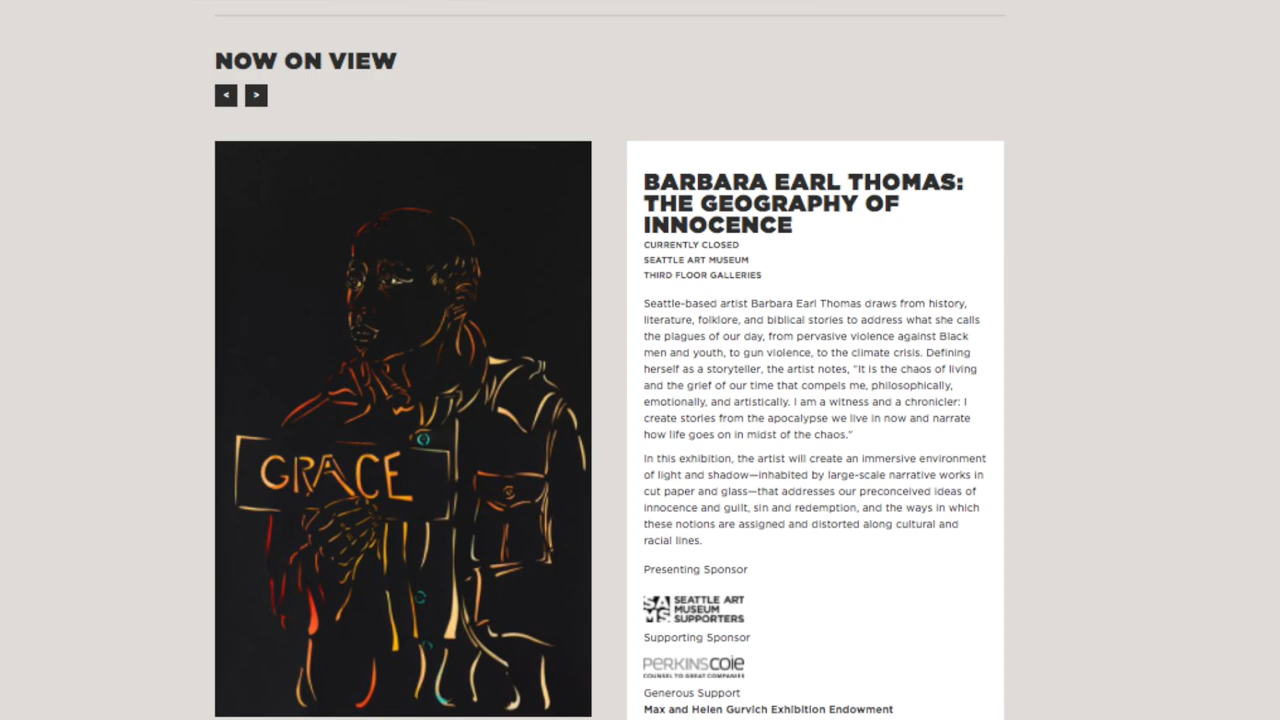 NOW ON VIEW
< >
GRACE
BARBARA EARL THOMAS:
THE GEOGRAPHY OF
INNOCENCE
CURRENTLY CLOSED
SEATTLE ART MUSEUM
THIRD FLOOR GALLERIES
Seattle-based artist Barbara Earl Thomas draws from history,
literature, folklore, and biblical stories to address what she calls
the plagues of our day, from pervasive violence against Black
men and youth, to gun violence, to the climate crisis. Defining
herself as a storyteller, the artist notes, "It is the chaos of living
and the grief of our time that compels me, philosophically,
emotionally, and artistically. I am a witness and a chronicler: I
create stories from the apocalypse we live in now and narrate
how life goes on in midst of the chaos."
In this exhibition, the artist will create an immersive environment
of light and shadow—inhabited by large-scale narrative works in
cut paper and glass—that addresses our preconceived ideas of
innocence and guilt, sin and redemption, and the ways in which
these notions are assigned and distorted along cultural and
racial lines.
Presenting Sponsor
SAMS SEATTLE ART
MUSEUM
SUPPORTERS
Supporting Sponsor
PERKINSCOIE
COUNSEL TO GREAT COMPANIES
Generous Support
Max and Helen Gurvich Exhibition Endowment